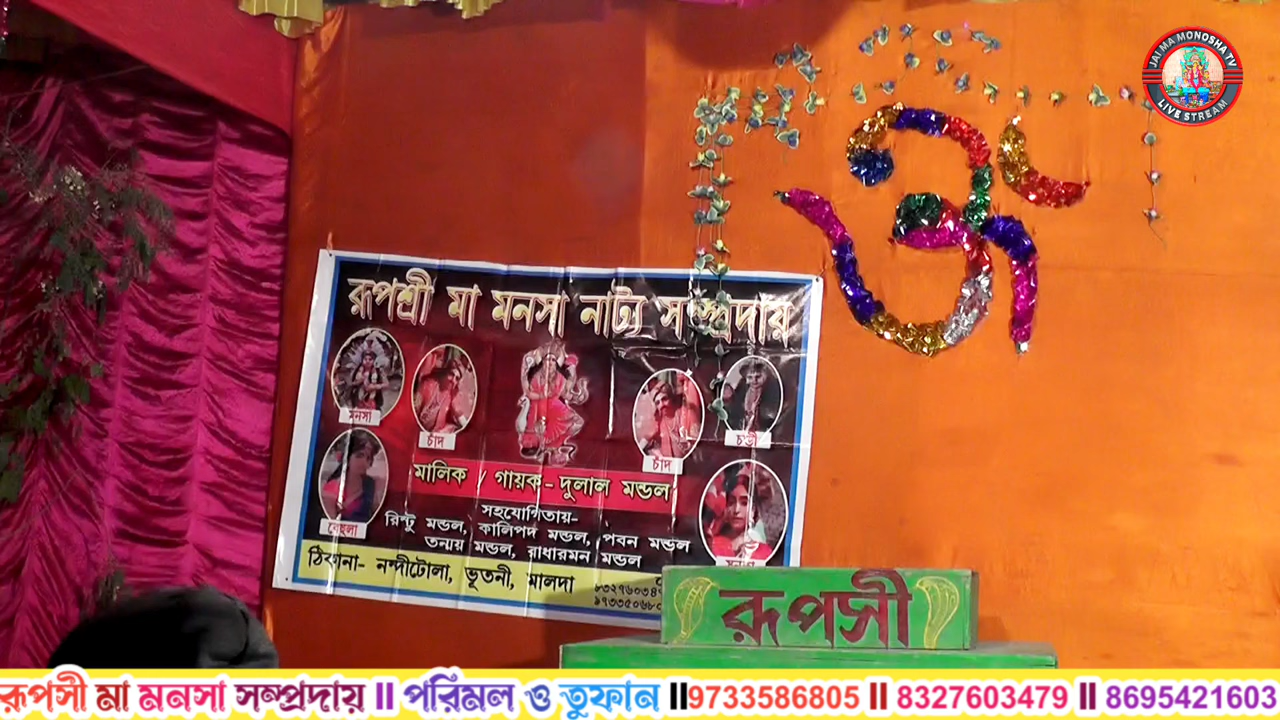 JAI MA MONOSHA TV
LIVE STREAM
রূপশ্রী মা মনসা নাট্য সম্প্রদায়
মনসা
চাঁদ
চাঁদ
চণ্ডী
মালিক / গায়ক - দুলাল মন্ডল
সহযোগিতায়-
রিন্টু মন্ডল, কালিপদ মন্ডল, পবন মন্ডল
তন্ময় মন্ডল, রাধারমন মন্ডল
বেহুলা
ঠিকানা- নন্দীটোলা, ভূতনী, মালদা
রূপসী
রূপসী মা মনসা সম্প্রদায় || পরিমল ও তুফান ||9733586805 || 8327603479 || 8695421603